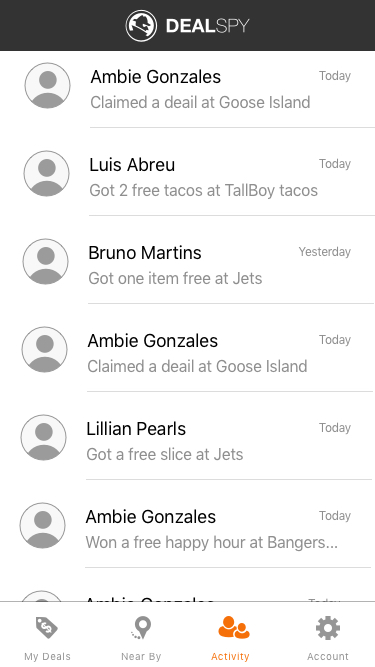 DEALSPY
Ambie Gonzales Today
Claimed a deail at Goose Island
Luis Abreu Today
Got 2 free tacos at TallBoy tacos
Bruno Martins Yesterday
Got one item free at Jets
Ambie Gonzales Today
Claimed a deail at Goose Island
Lillian Pearls Today
Got a free slice at Jets
Ambie Gonzales Today
Won a free happy hour at Bangers...
Ambie Gonzales Today
My Deals Near By Activity Account